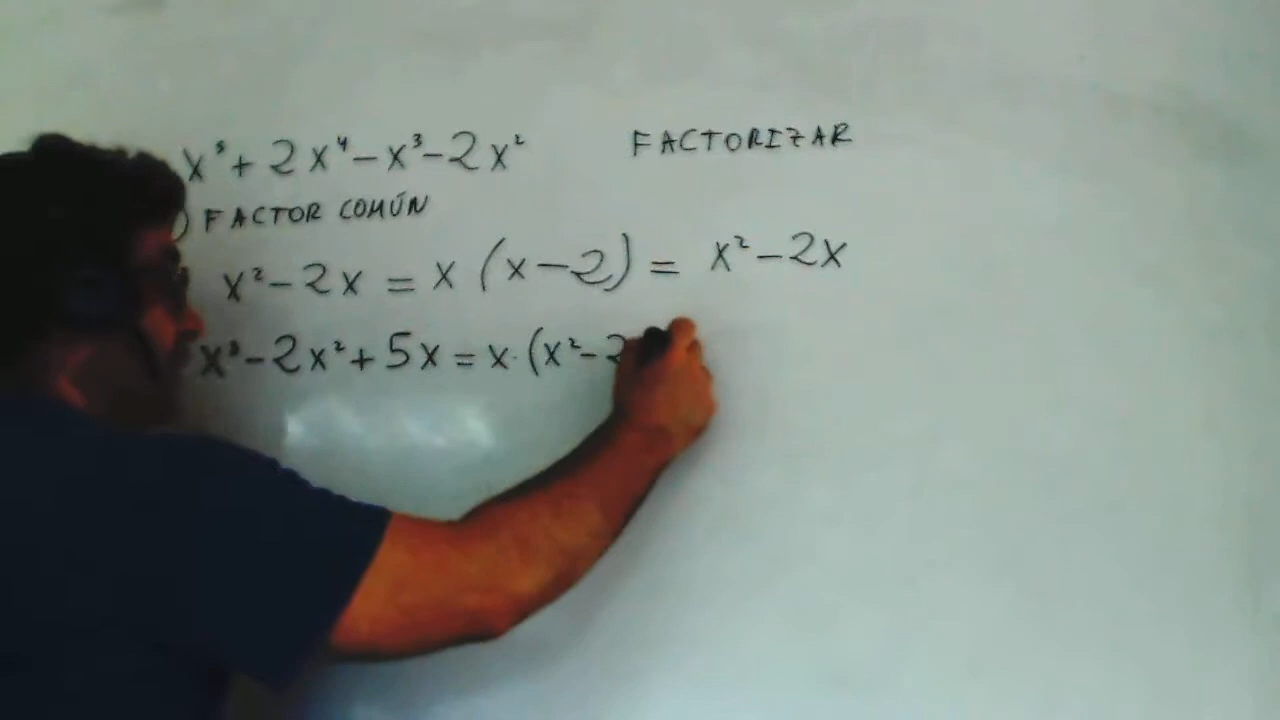 x⁵ + 2x⁴ - x³ - 2x² FACTORIZAR
) FACTOR COMÚN
x² - 2x = x (x - 2) = x² - 2x
x³ - 2x² + 5x = x · (x² - 2